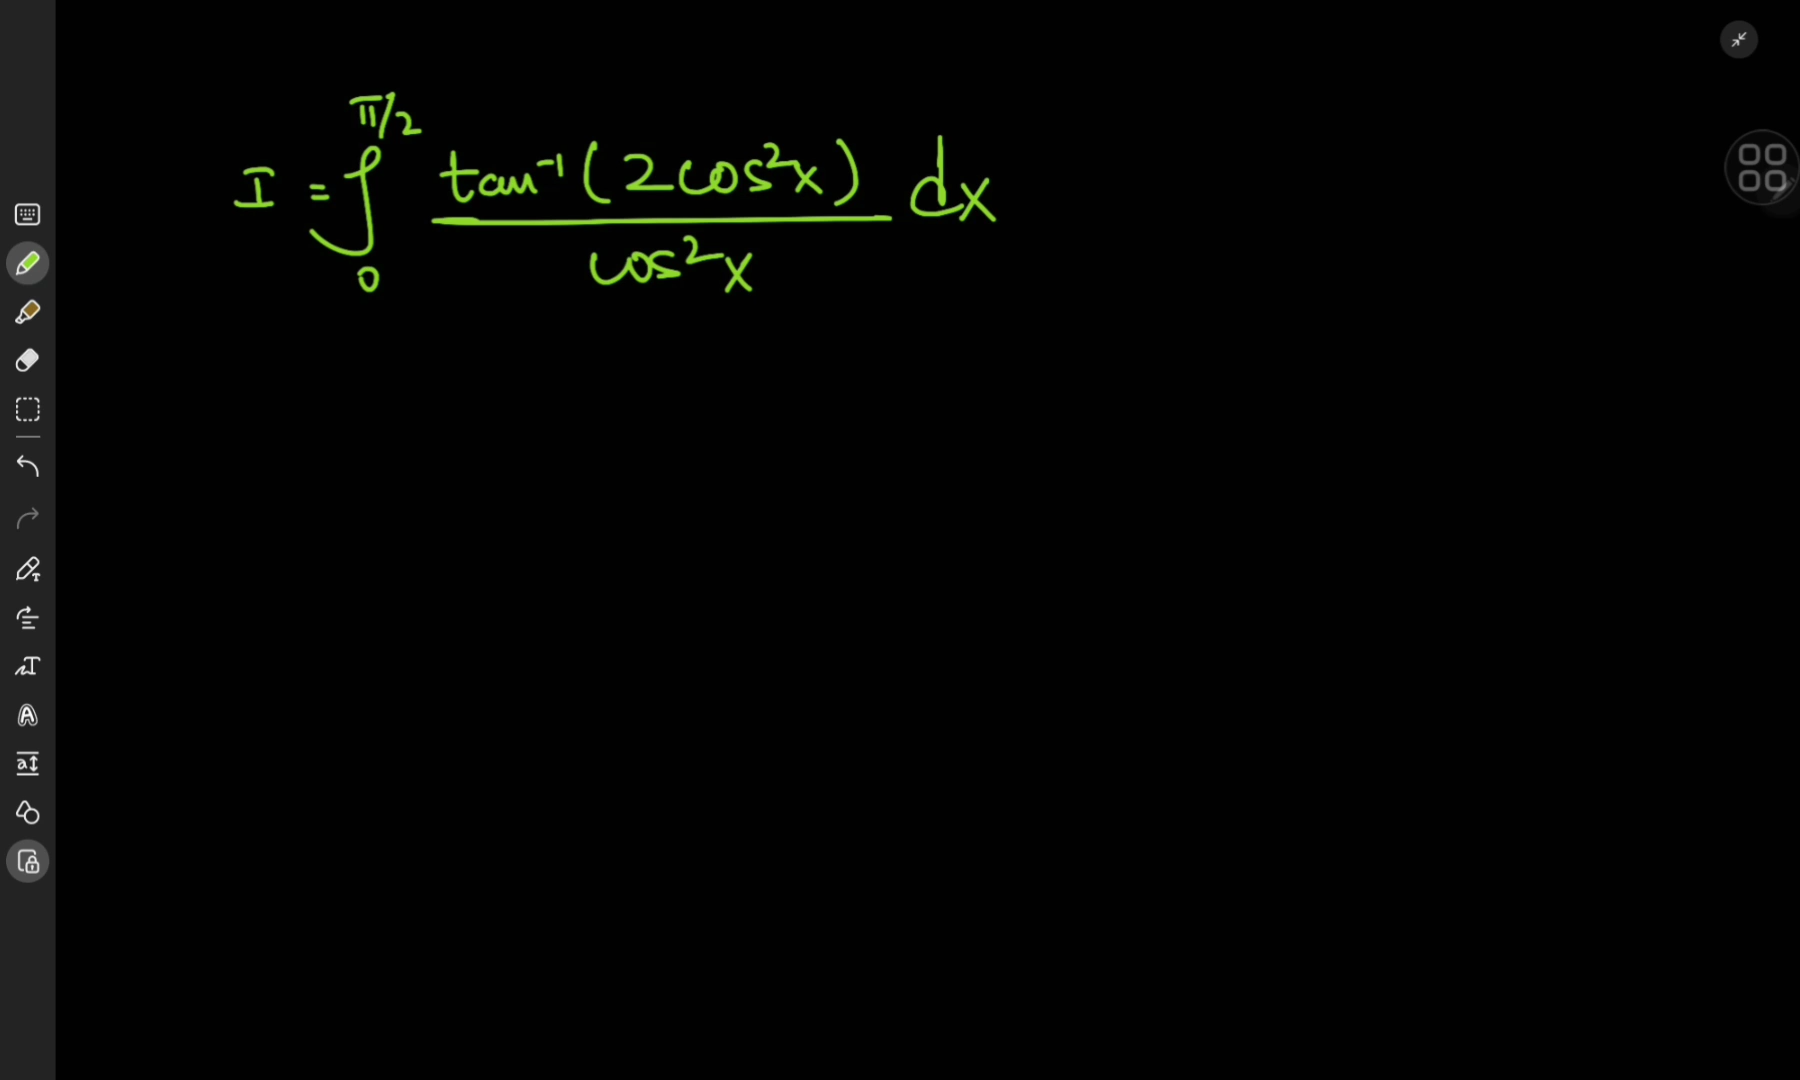 I = ∫₀^{π/2} tan⁻¹(2cos²x) / cos²x dx